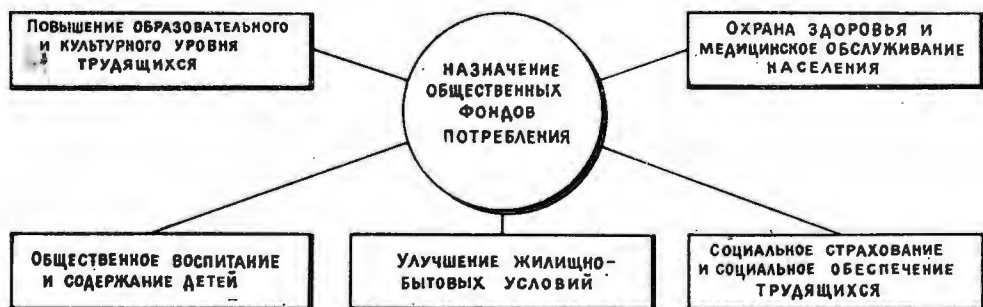 ПОВЫШЕНИЕ ОБРАЗОВАТЕЛЬНОГО
И КУЛЬТУРНОГО УРОВНЯ
ТРУДЯЩИХСЯ
НАЗНАЧЕНИЕ
ОБЩЕСТВЕННЫХ
ФОНДОВ
ПОТРЕБЛЕНИЯ
ОХРАНА ЗДОРОВЬЯ И
МЕДИЦИНСКОЕ ОБСЛУЖИВАНИЕ
НАСЕЛЕНИЯ
ОБЩЕСТВЕННОЕ ВОСПИТАНИЕ
И СОДЕРЖАНИЕ ДЕТЕЙ
УЛУЧШЕНИЕ ЖИЛИЩНО-
БЫТОВЫХ УСЛОВИЙ
СОЦИАЛЬНОЕ СТРАХОВАНИЕ
И СОЦИАЛЬНОЕ ОБЕСПЕЧЕНИЕ
ТРУДЯЩИХСЯ